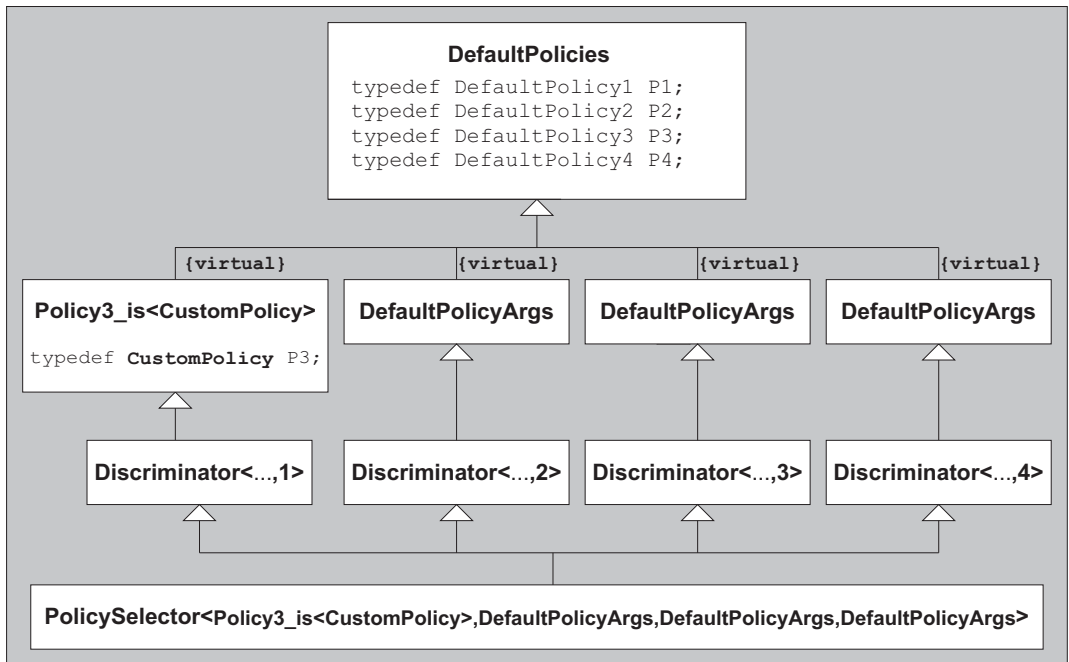 DefaultPolicies
typedef DefaultPolicy1 P1;
typedef DefaultPolicy2 P2;
typedef DefaultPolicy3 P3;
typedef DefaultPolicy4 P4;
{virtual} {virtual} {virtual} {virtual}
Policy3_is<CustomPolicy> DefaultPolicyArgs DefaultPolicyArgs DefaultPolicyArgs
typedef CustomPolicy P3;
Discriminator<...,1> Discriminator<...,2> Discriminator<...,3> Discriminator<...,4>
PolicySelector<Policy3_is<CustomPolicy>,DefaultPolicyArgs,DefaultPolicyArgs,DefaultPolicyArgs>